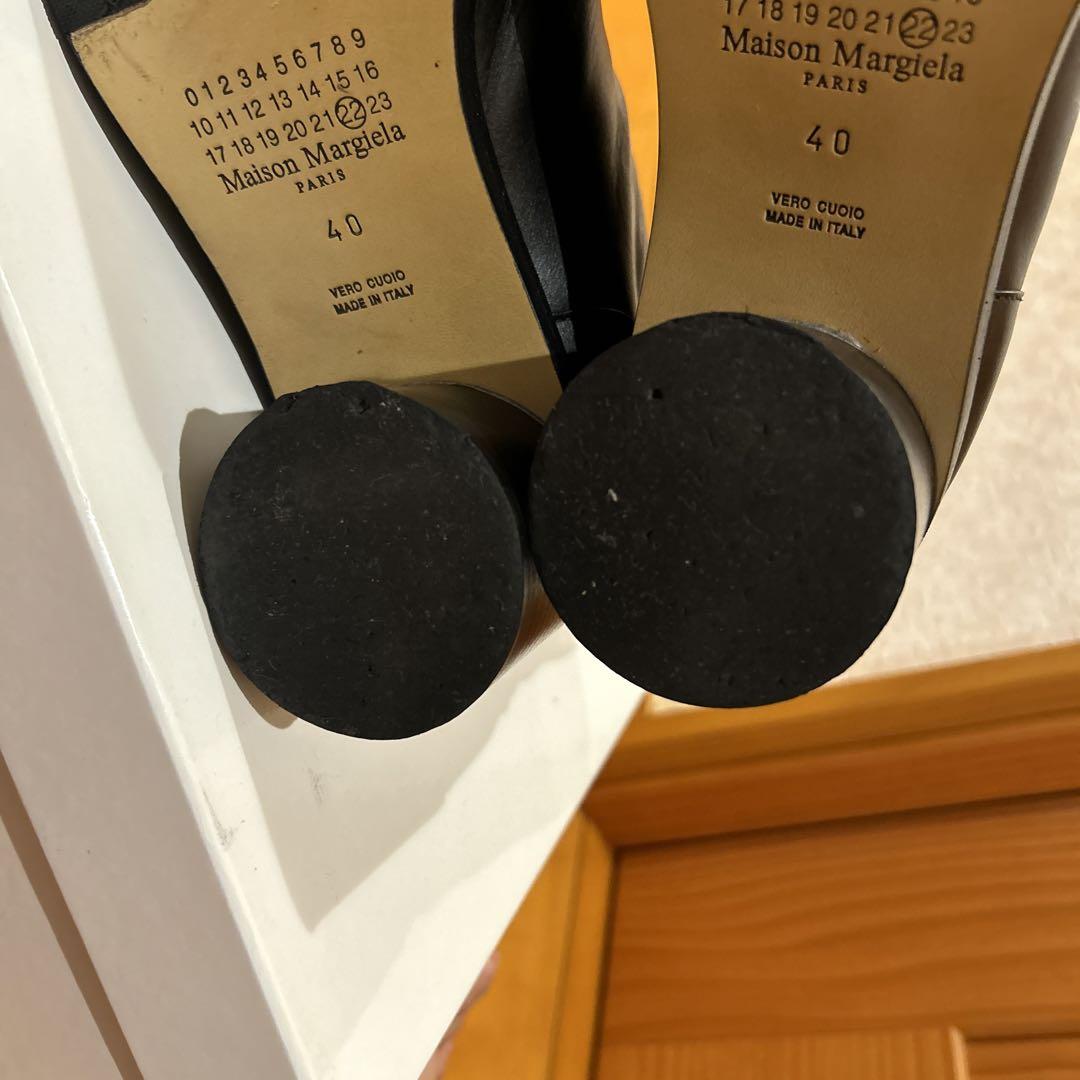 0 1 2 3 4 5 6 7 8 9
10 11 12 13 14 15 16
17 18 19 20 21 22 23
Maison Margiela
PARIS
40
VERO CUOIO
MADE IN ITALY
17 18 19 20 21 22 23
Maison Margiela
PARIS
40
VERO CUOIO
MADE IN ITALY